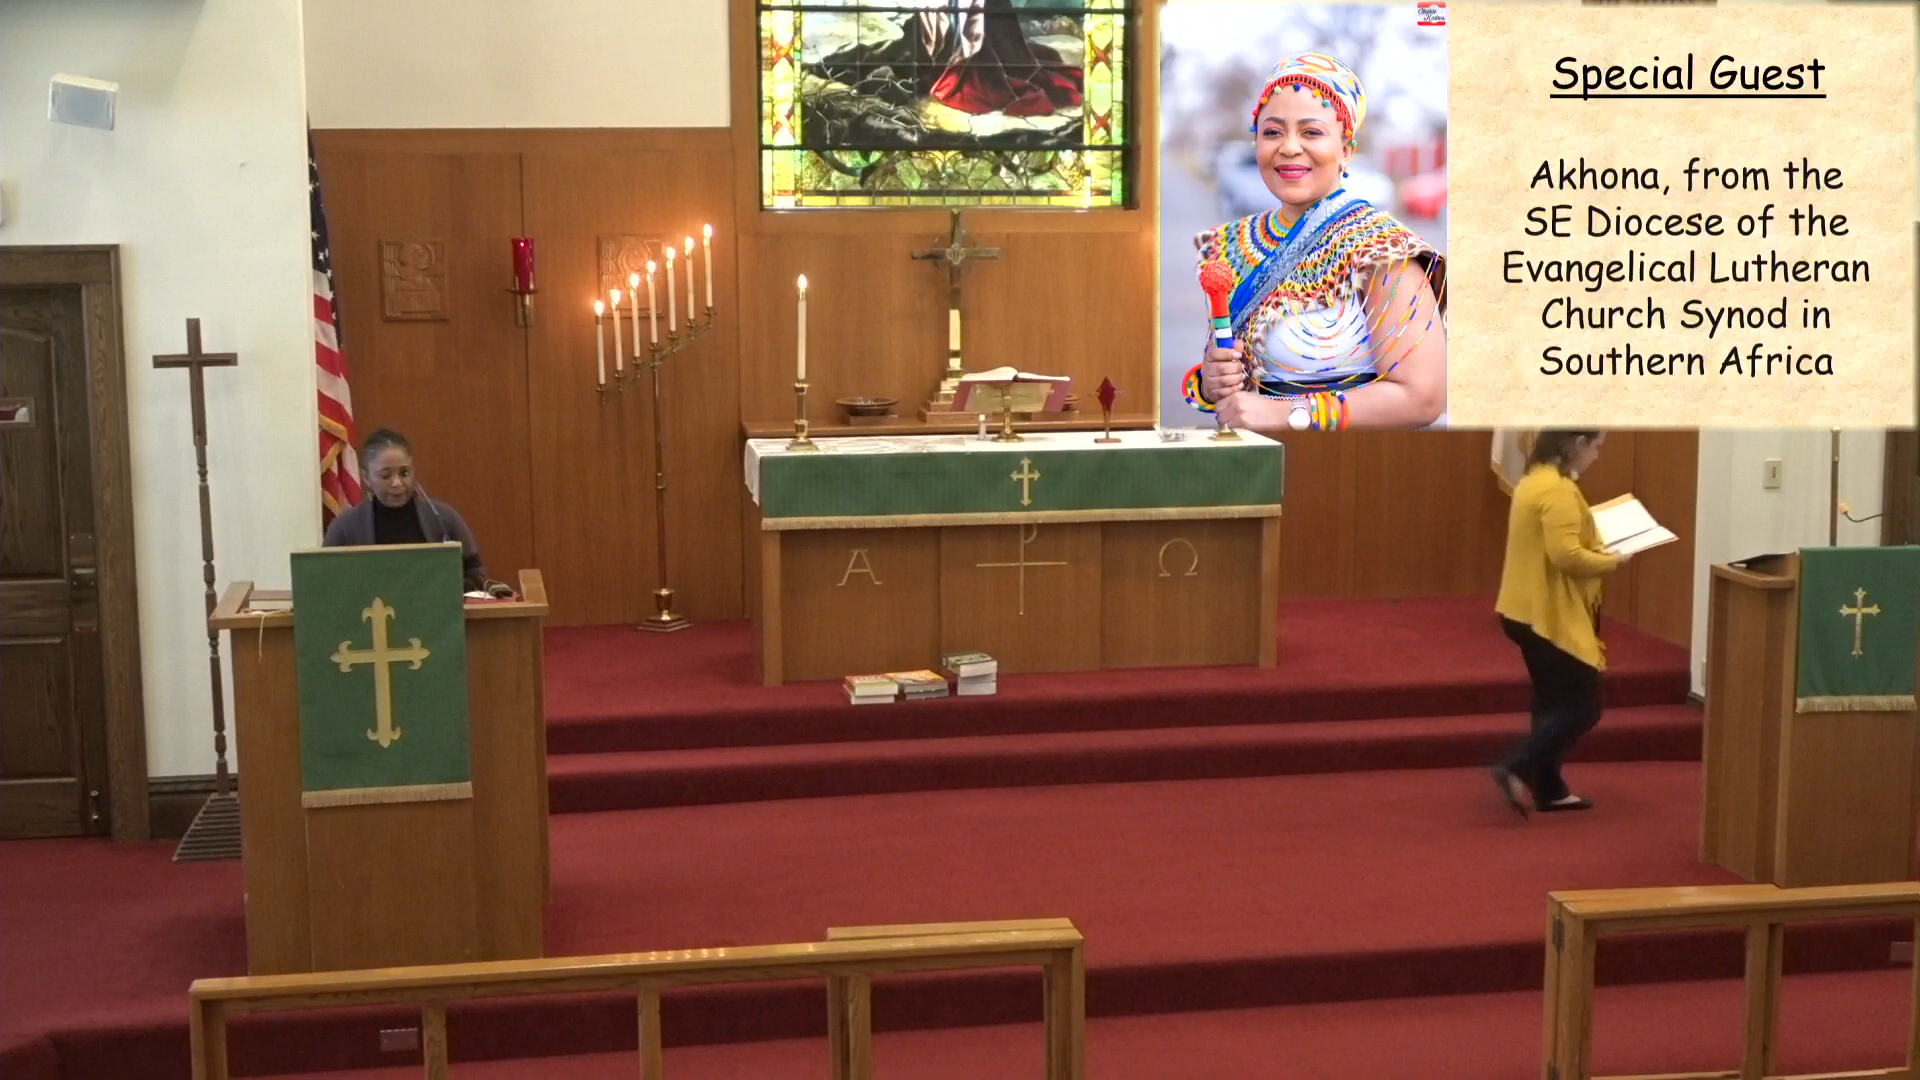 Special Guest
Akhona, from the
SE Diocese of the
Evangelical Lutheran
Church Synod in
Southern Africa
Α Ω